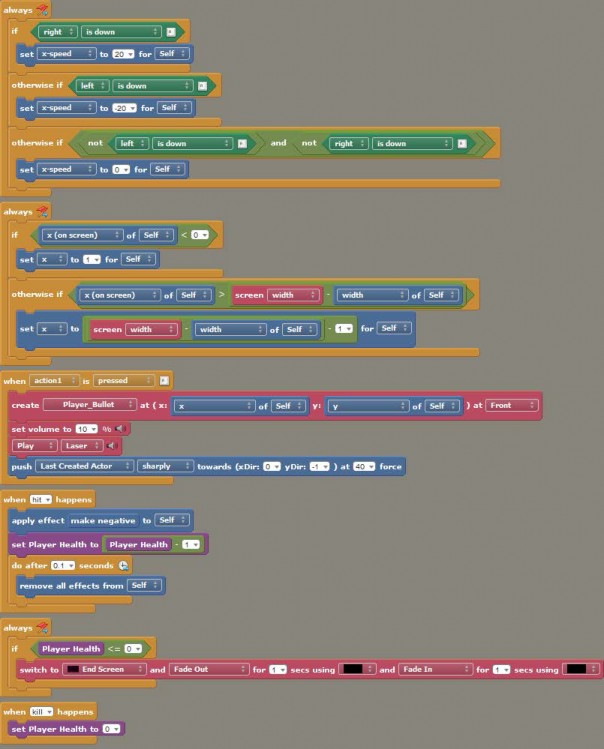 always
if right is down
set x-speed to 20 for Self
otherwise if left is down
set x-speed to -20 for Self
otherwise if not left is down and not right is down
set x-speed to 0 for Self
always
if x (on screen) of Self < 0
set x to 1 for Self
otherwise if x (on screen) of Self > screen width - width of Self
set x to screen width - width of Self - 1 for Self
when action1 is pressed
create Player_Bullet at ( x: x of Self y: y of Self ) at Front
set volume to 10 %
Play Laser
push Last Created Actor sharply towards (xDir: 0 yDir: -1 ) at 40 force
when hit happens
apply effect make negative to Self
set Player Health to Player Health - 1
do after 0.1 seconds
remove all effects from Self
always
if Player Health <= 0
switch to End Screen and Fade Out for 1 secs using and Fade In for 1 secs using
when kill happens
set Player Health to 0